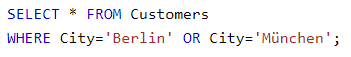 SELECT * FROM Customers
WHERE City='Berlin' OR City='München';